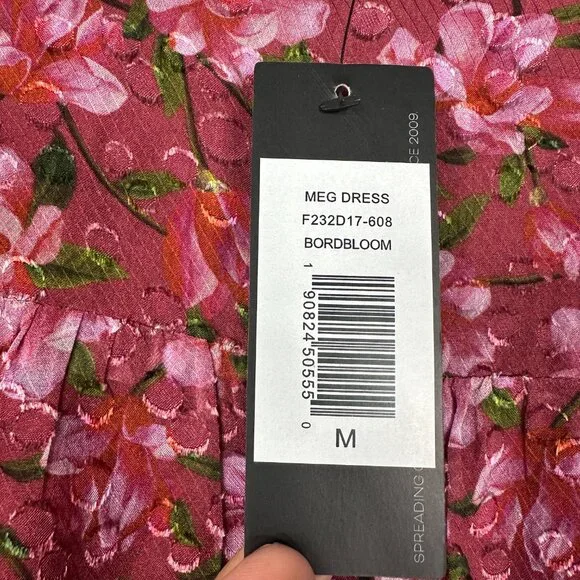 MEG DRESS
F232D17-608
BORDBLOOM
1 90824 50555 0
M
SPREADING
CE 2009